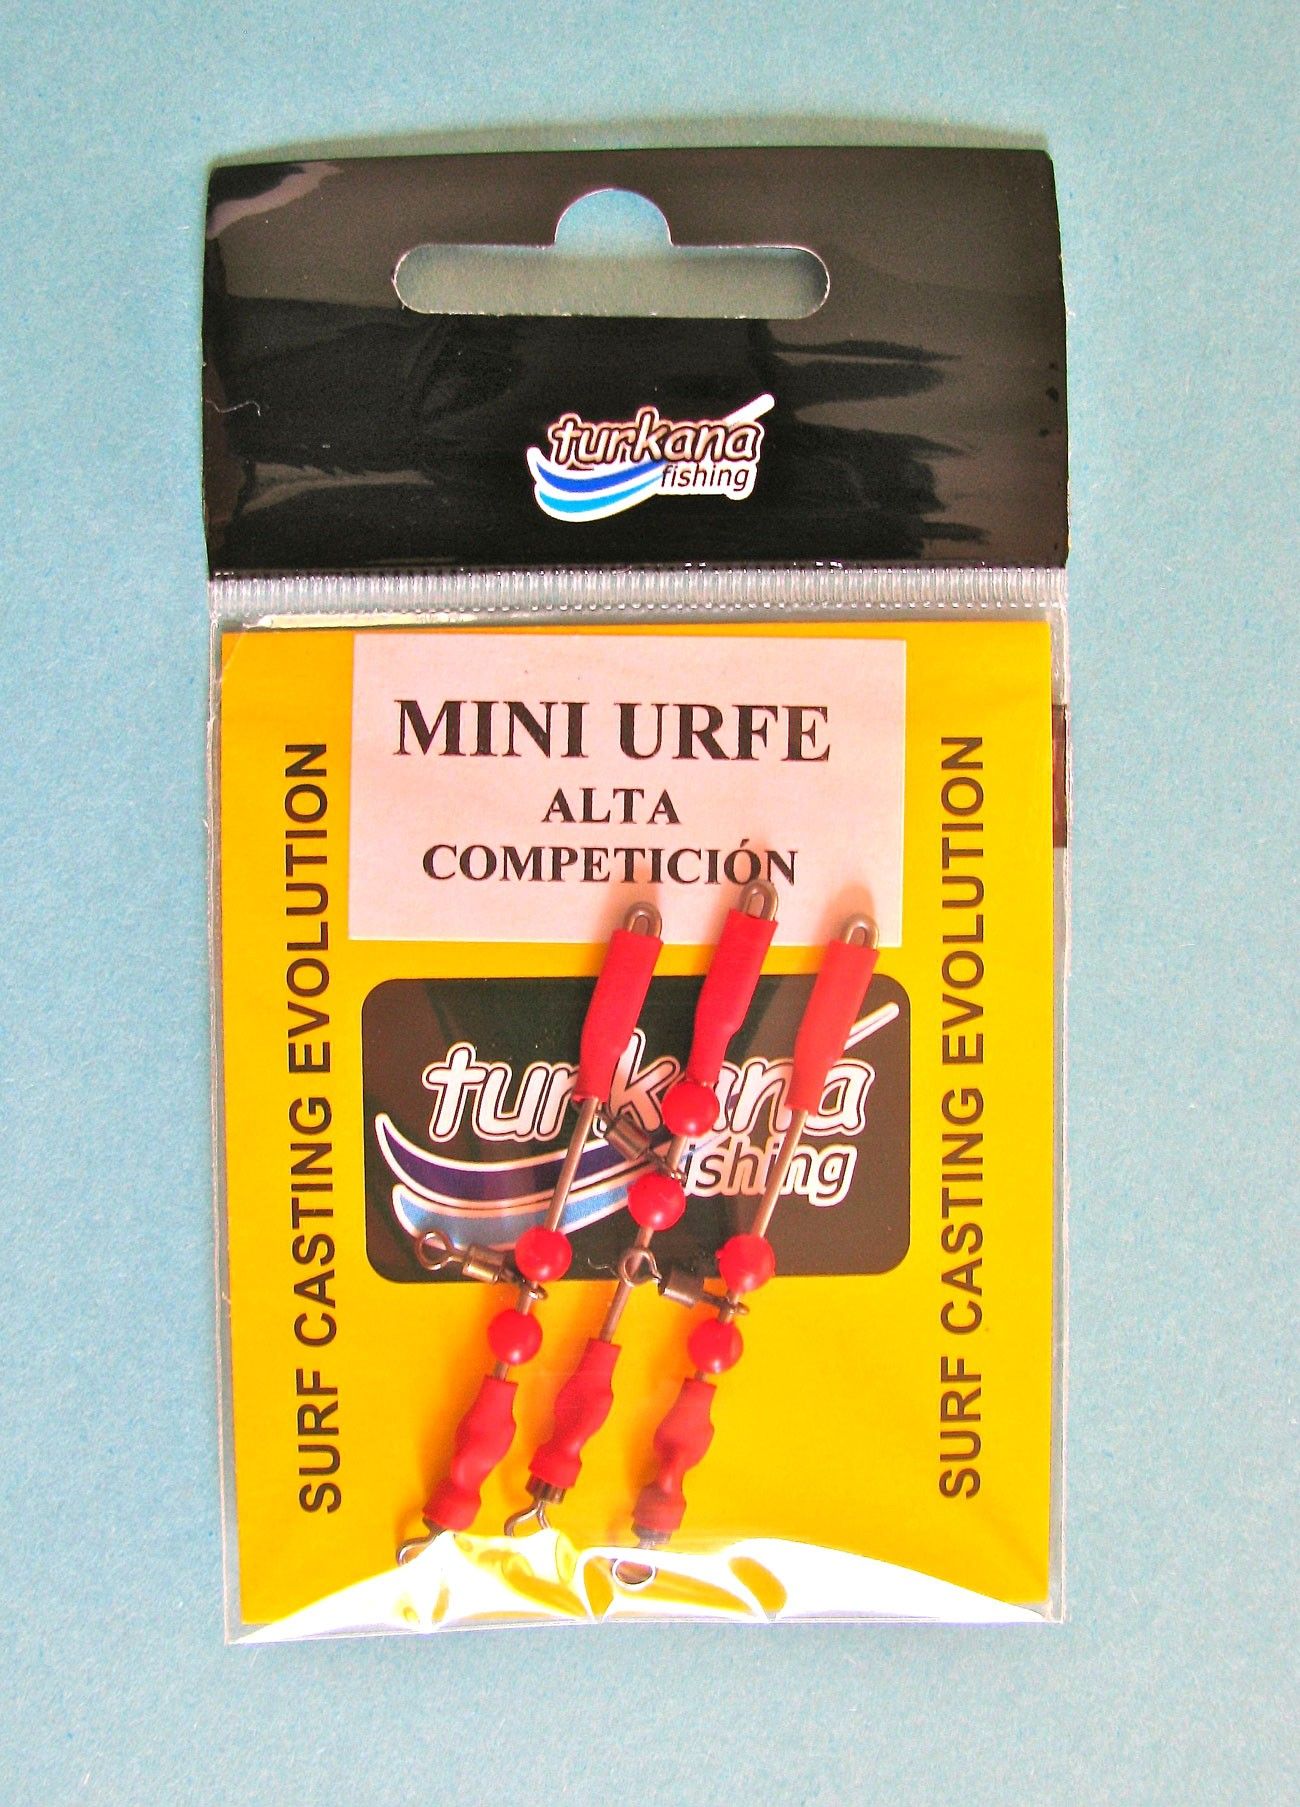 turkana
fishing
MINI URFE
ALTA
COMPETICIÓN
SURF CASTING EVOLUTION
turkana
fishing
SURF CASTING EVOLUTION